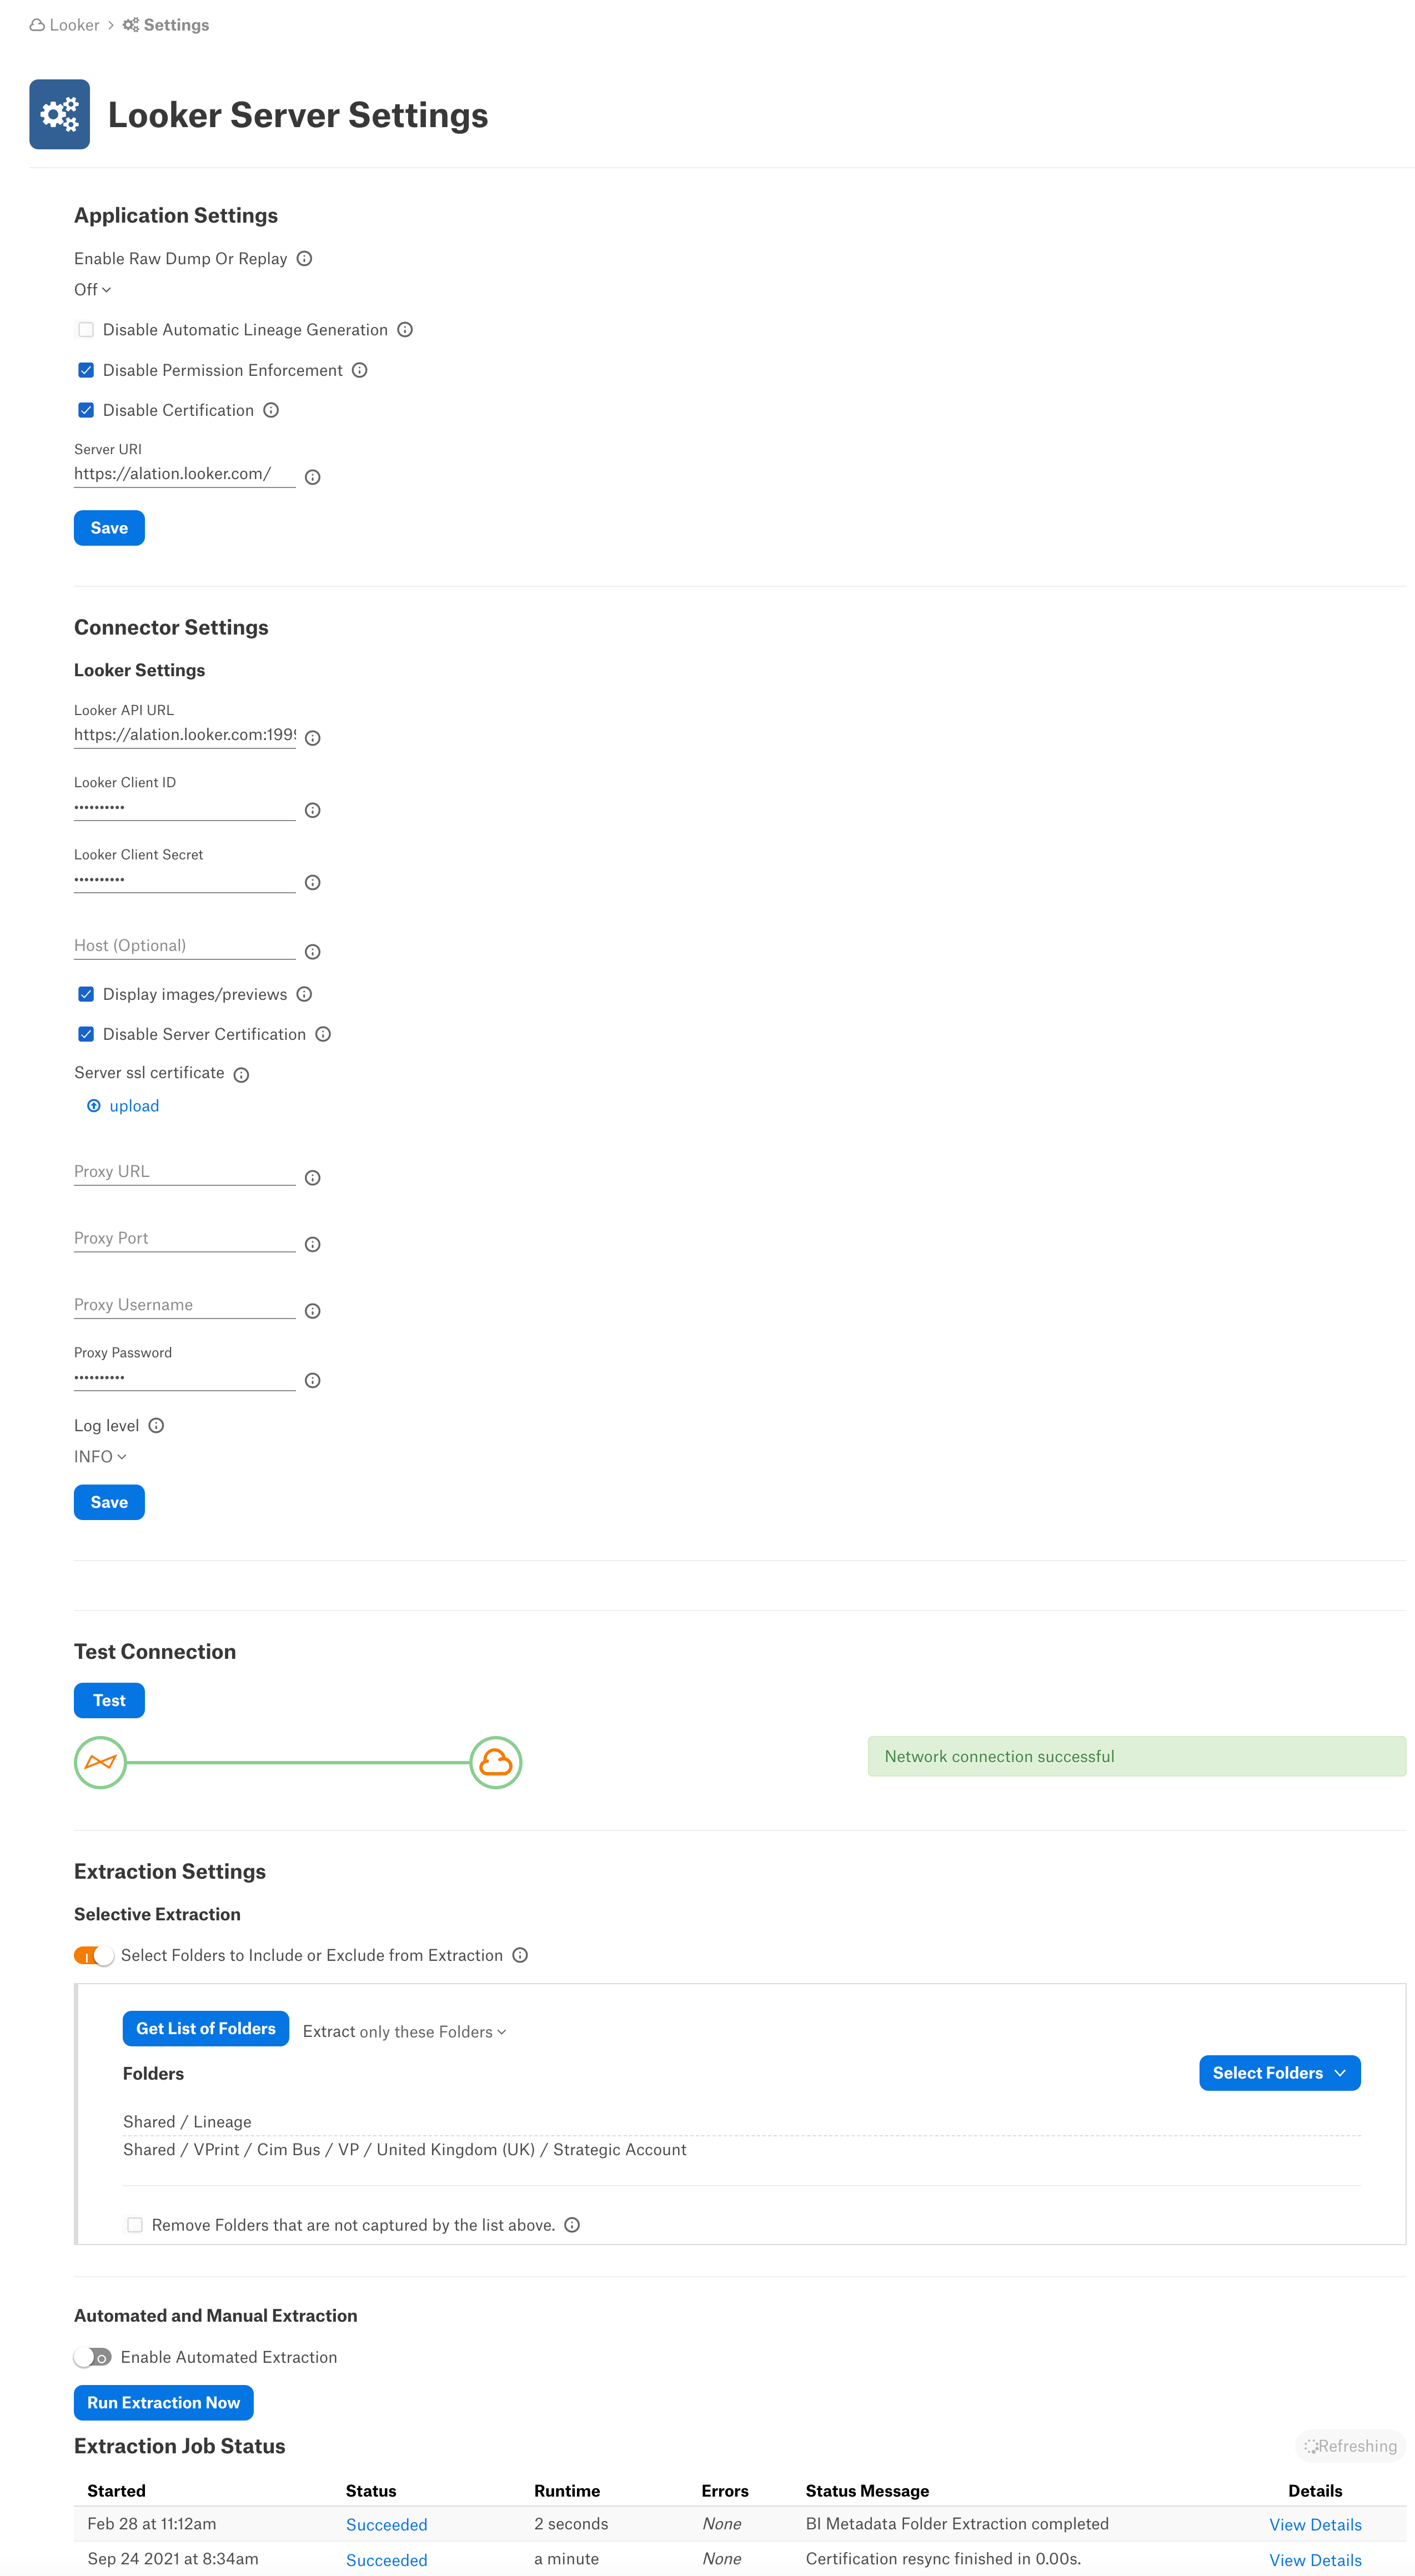 Looker > Settings
Looker Server Settings
Application Settings
Enable Raw Dump Or Replay
Off
Disable Automatic Lineage Generation
Disable Permission Enforcement
Disable Certification
Server URI
https://alation.looker.com/
Save
Connector Settings
Looker Settings
Looker API URL
https://alation.looker.com:199
Looker Client ID
••••••••••
Looker Client Secret
••••••••••
Host (Optional)
Display images/previews
Disable Server Certification
Server ssl certificate
upload
Proxy URL
Proxy Port
Proxy Username
Proxy Password
••••••••••
Log level
INFO
Save
Test Connection
Test
Network connection successful
Extraction Settings
Selective Extraction
Select Folders to Include or Exclude from Extraction
Get List of Folders Extract only these Folders
Folders Select Folders
Shared / Lineage
Shared / VPrint / Cim Bus / VP / United Kingdom (UK) / Strategic Account
Remove Folders that are not captured by the list above.
Automated and Manual Extraction
Enable Automated Extraction
Run Extraction Now
Extraction Job Status Refreshing
Started Status Runtime Errors Status Message Details
Feb 28 at 11:12am Succeeded 2 seconds None BI Metadata Folder Extraction completed View Details
Sep 24 2021 at 8:34am Succeeded a minute None Certification resync finished in 0.00s. View Details